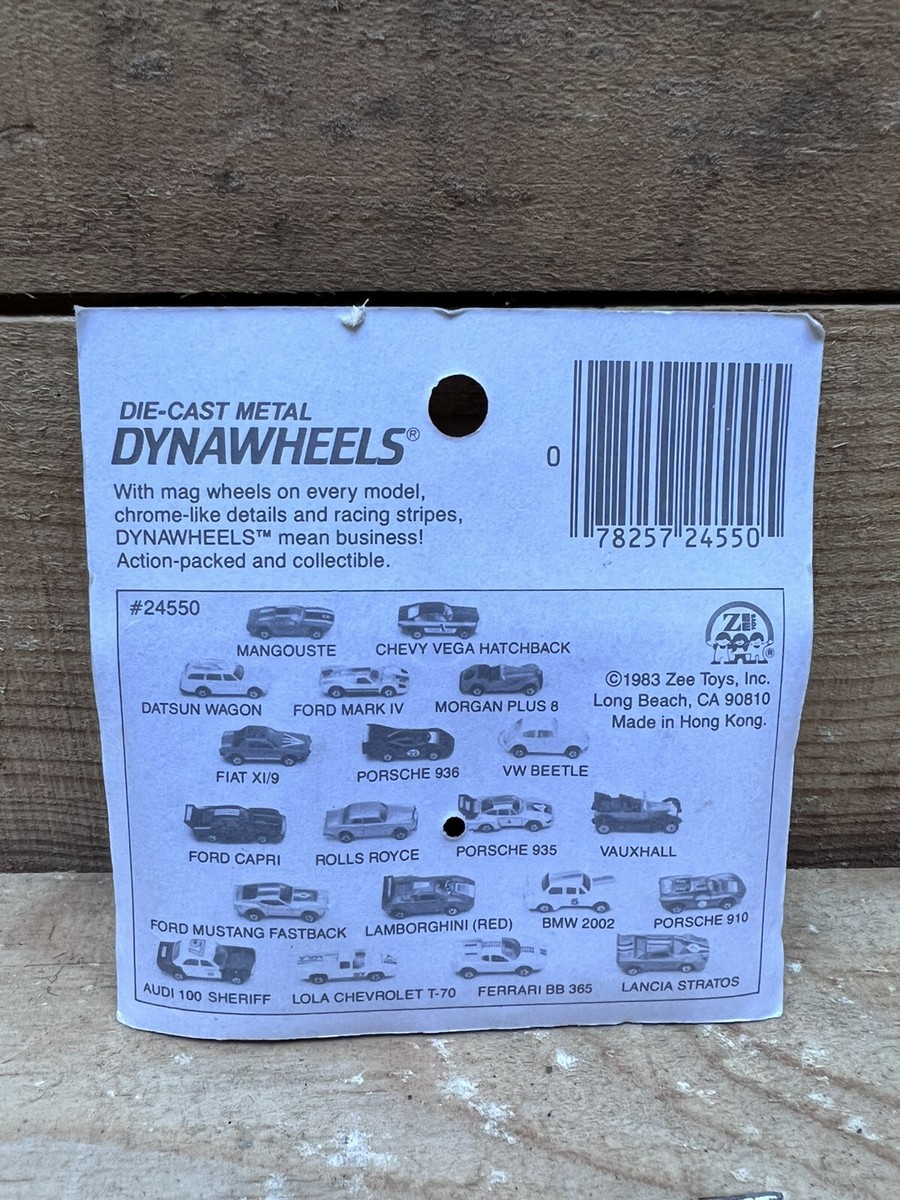 DIE-CAST METAL
DYNAWHEELS®
With mag wheels on every model,
chrome-like details and racing stripes,
DYNAWHEELS™ mean business!
Action-packed and collectible.
0 78257 24550
#24550
ZEE TOYS ®
©1983 Zee Toys, Inc.
Long Beach, CA 90810
Made in Hong Kong.
MANGOUSTE CHEVY VEGA HATCHBACK
DATSUN WAGON FORD MARK IV MORGAN PLUS 8
FIAT XI/9 PORSCHE 936 VW BEETLE
FORD CAPRI ROLLS ROYCE PORSCHE 935 VAUXHALL
FORD MUSTANG FASTBACK LAMBORGHINI (RED) BMW 2002 PORSCHE 910
AUDI 100 SHERIFF LOLA CHEVROLET T-70 FERRARI BB 365 LANCIA STRATOS